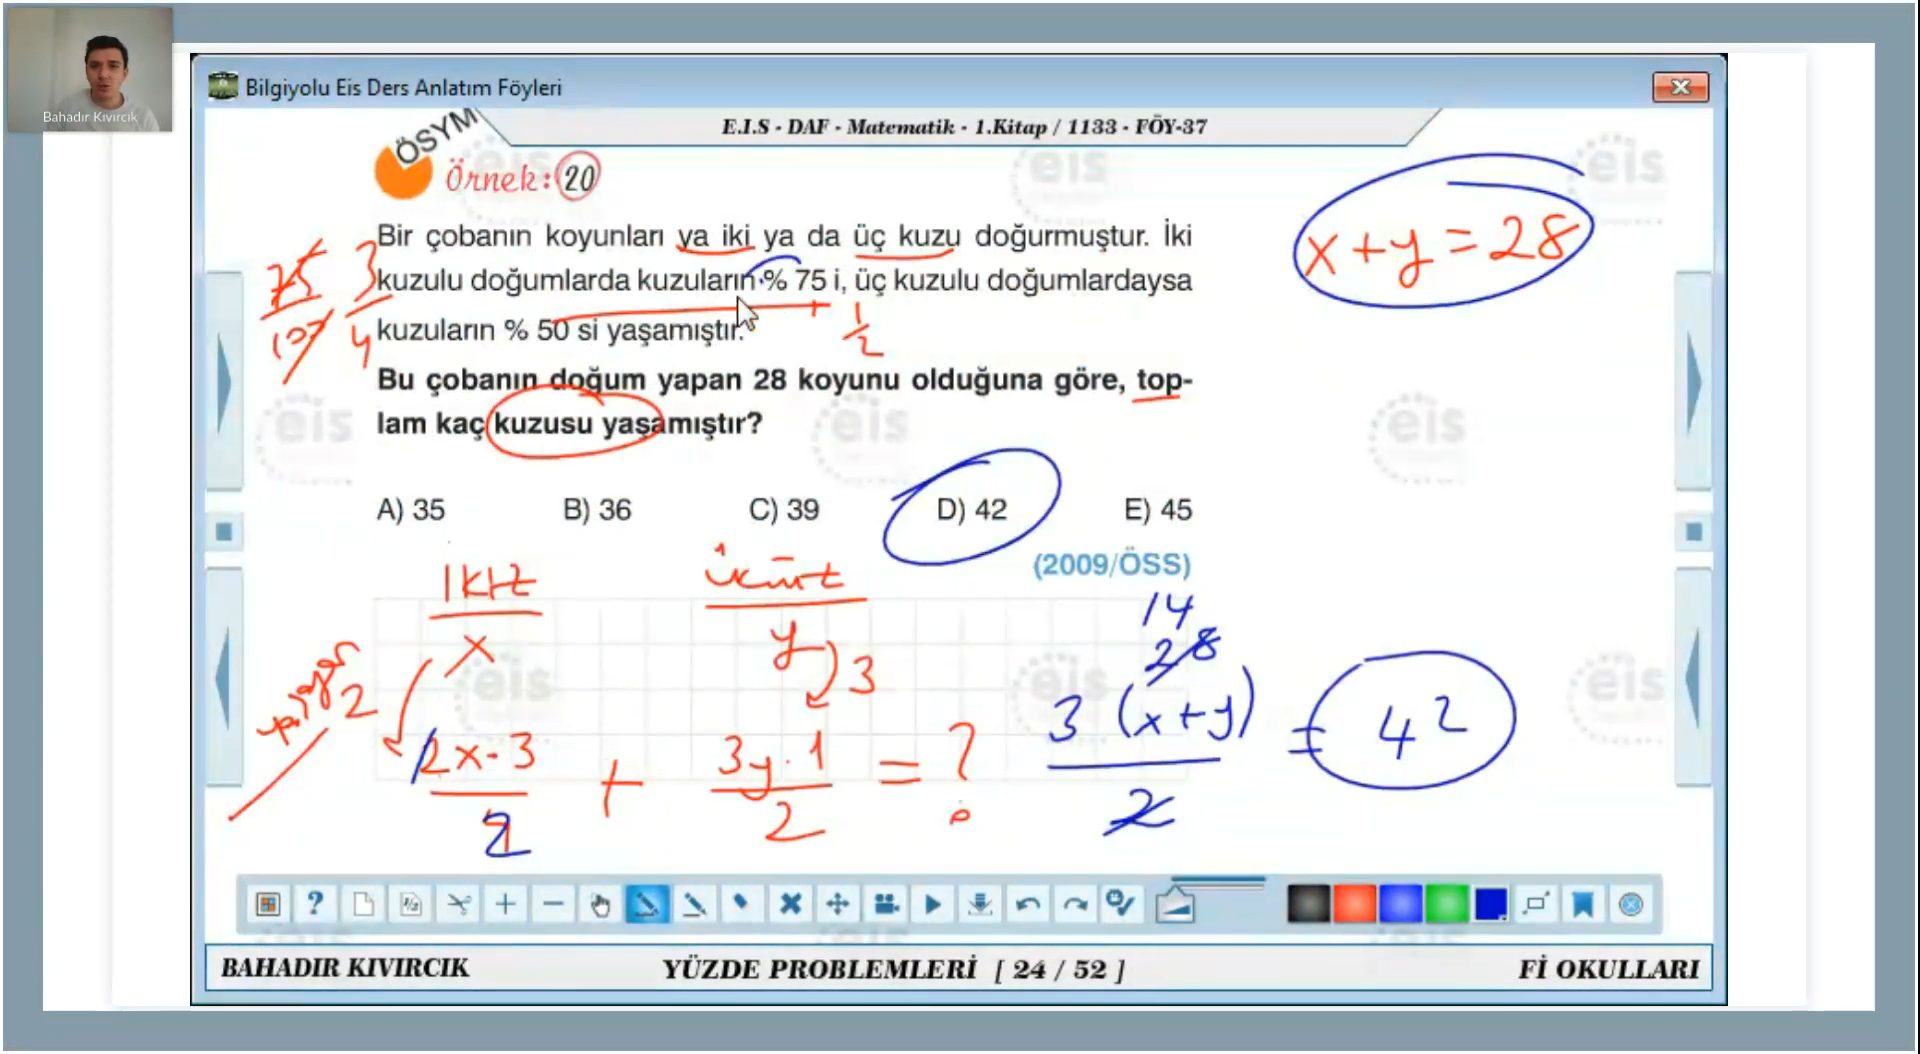 Bahadır Kıvırcık
Bilgiyolu Eis Ders Anlatım Föyleri
E.I.S - DAF - Matematik - 1.Kitap / 1133 - FÖY-37
ÖSYM
Örnek: 20
x + y = 28
Bir çobanın koyunları ya iki ya da üç kuzu doğurmuştur. İki
kuzulu doğumlarda kuzuların % 75 i, üç kuzulu doğumlardaysa
kuzuların % 50 si yaşamıştır.
75/100 3/4
1/2
Bu çobanın doğum yapan 28 koyunu olduğuna göre, top-
lam kaç kuzusu yaşamıştır?
A) 35 B) 36 C) 39 D) 42 E) 45
(2009/ÖSS)
ikiz üçüz
x y
2 3
2x·3/2 + 3y·1/2 = ?
14
28
3 (x+y)/2 = 42
BAHADIR KIVIRCIK
YÜZDE PROBLEMLERİ [ 24 / 52 ]
Fİ OKULLARI
eis